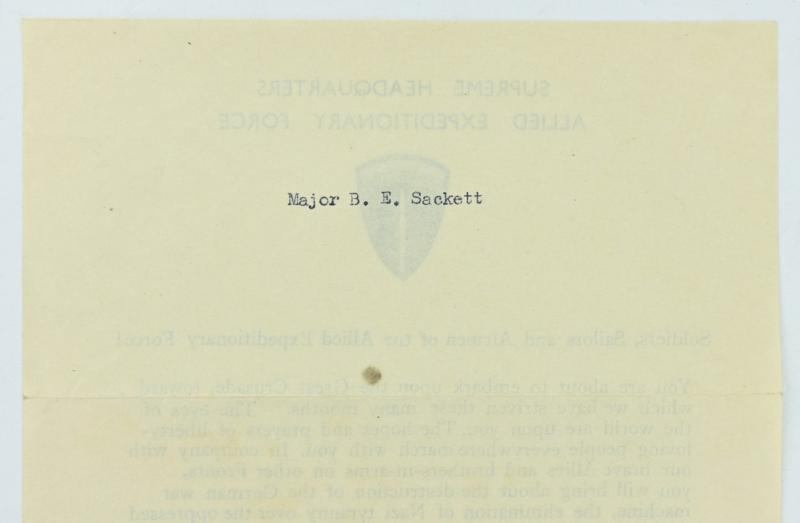 SUPREME HEADQUARTERS
ALLIED EXPEDITIONARY FORCE
Major B. E. Sackett
Soldiers, Sailors and Airmen of the Allied Expeditionary Force!
You are about to embark upon the Great Crusade, toward
which we have striven these many months. The eyes of
the world are upon you. The hopes and prayers of liberty-
loving people everywhere march with you. In company with
our brave Allies and brothers-in-arms on other Fronts,
you will bring about the destruction of the German war
machine, the elimination of Nazi tyranny over the oppressed